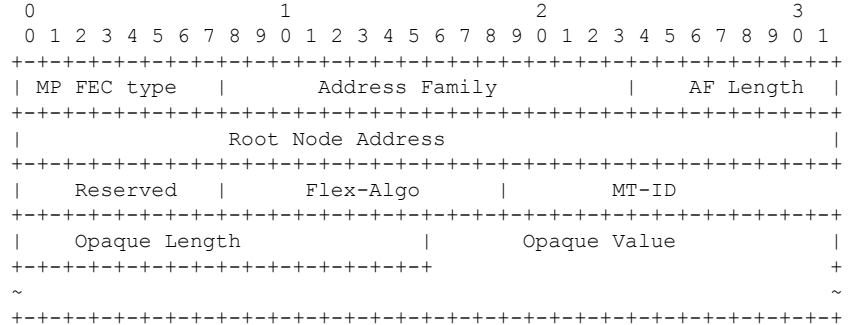 0                   1                   2                   3
 0 1 2 3 4 5 6 7 8 9 0 1 2 3 4 5 6 7 8 9 0 1 2 3 4 5 6 7 8 9 0 1
+-+-+-+-+-+-+-+-+-+-+-+-+-+-+-+-+-+-+-+-+-+-+-+-+-+-+-+-+-+-+-+-+
| MP FEC type   |       Address Family          |    AF Length  |
+-+-+-+-+-+-+-+-+-+-+-+-+-+-+-+-+-+-+-+-+-+-+-+-+-+-+-+-+-+-+-+-+
|                Root Node Address                              |
+-+-+-+-+-+-+-+-+-+-+-+-+-+-+-+-+-+-+-+-+-+-+-+-+-+-+-+-+-+-+-+-+
|    Reserved   |      Flex-Algo      |        MT-ID
+-+-+-+-+-+-+-+-+-+-+-+-+-+-+-+-+-+-+-+-+-+-+-+-+-+-+-+-+-+-+-+-+
|    Opaque Length              |       Opaque Value            |
+-+-+-+-+-+-+-+-+-+-+-+-+-+-+-+-+                               +
~                                                               ~
+-+-+-+-+-+-+-+-+-+-+-+-+-+-+-+-+-+-+-+-+-+-+-+-+-+-+-+-+-+-+-+-+